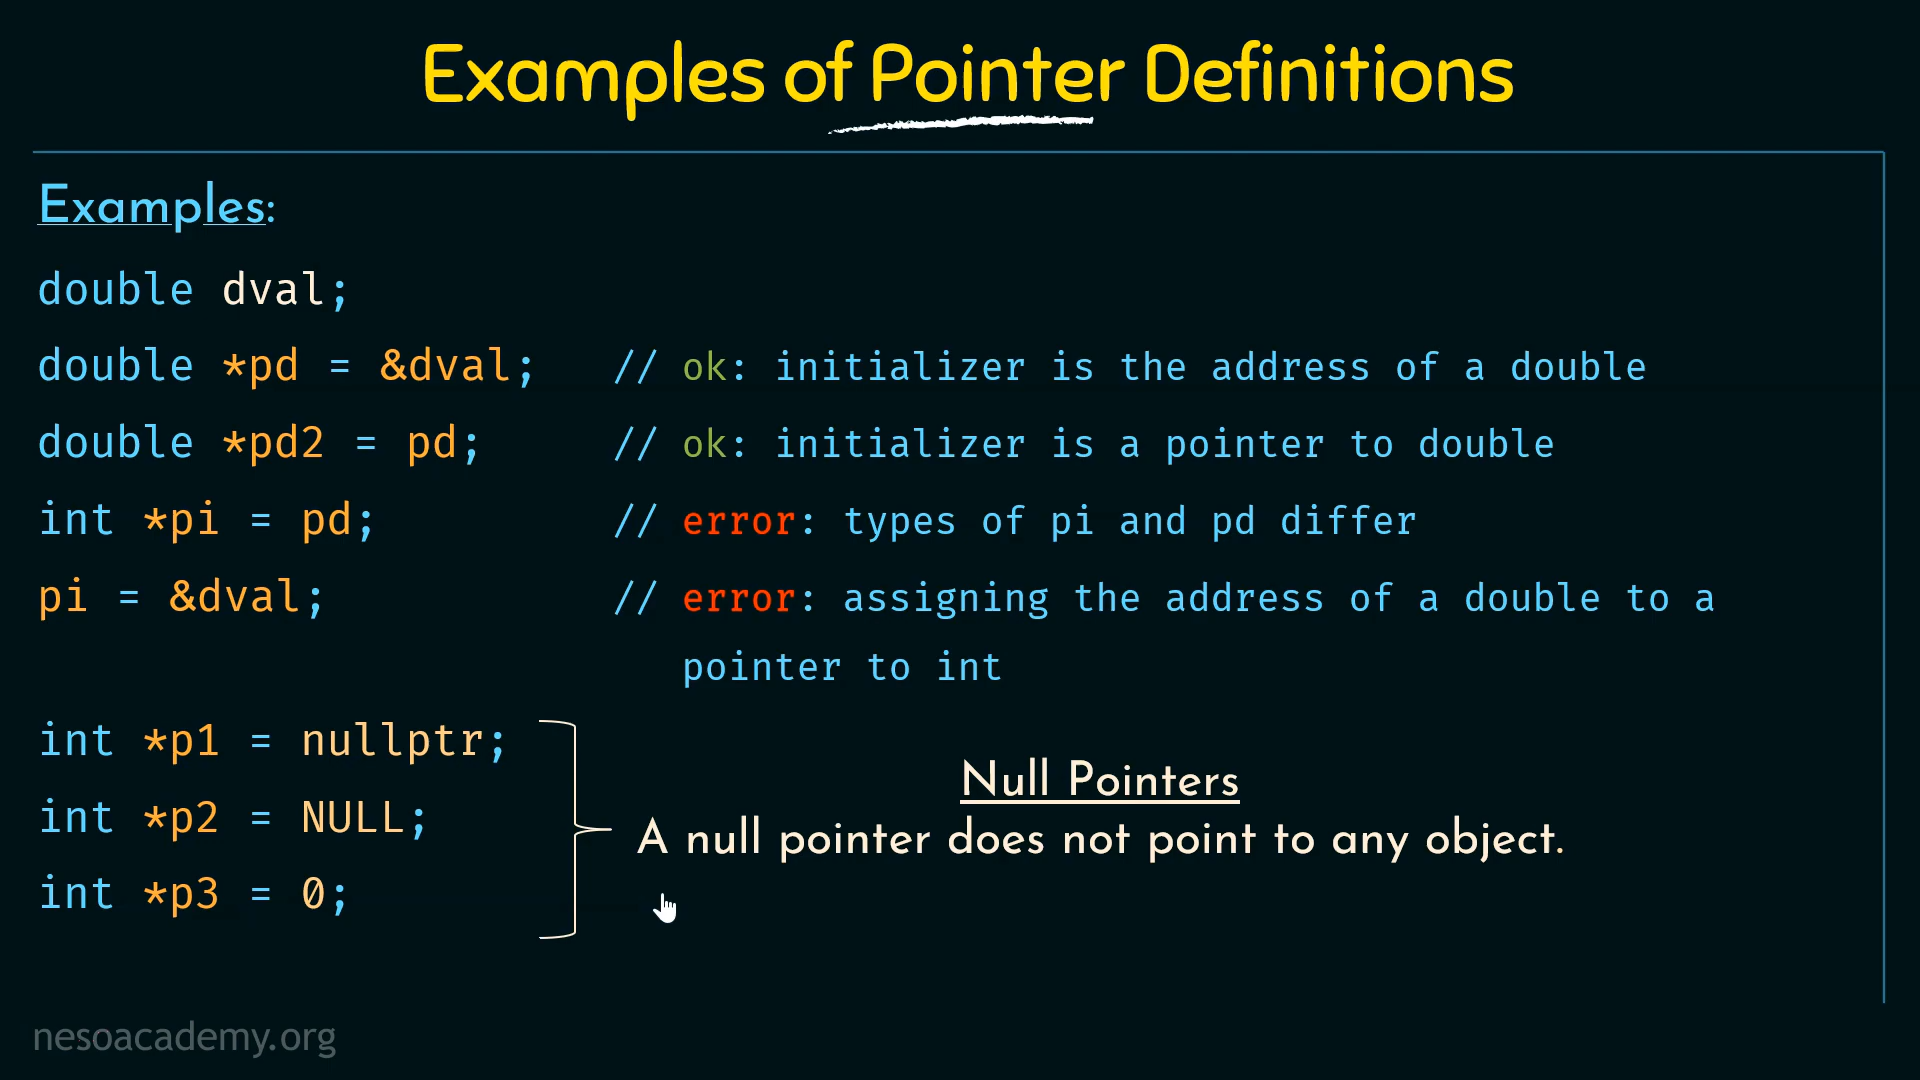 Examples of Pointer Definitions
Examples:
double dval;
double *pd = &dval; // ok: initializer is the address of a double
double *pd2 = pd; // ok: initializer is a pointer to double
int *pi = pd; // error: types of pi and pd differ
pi = &dval; // error: assigning the address of a double to a
pointer to int
int *p1 = nullptr;
int *p2 = NULL;
int *p3 = 0;
Null Pointers
A null pointer does not point to any object.
nesoacademy.org